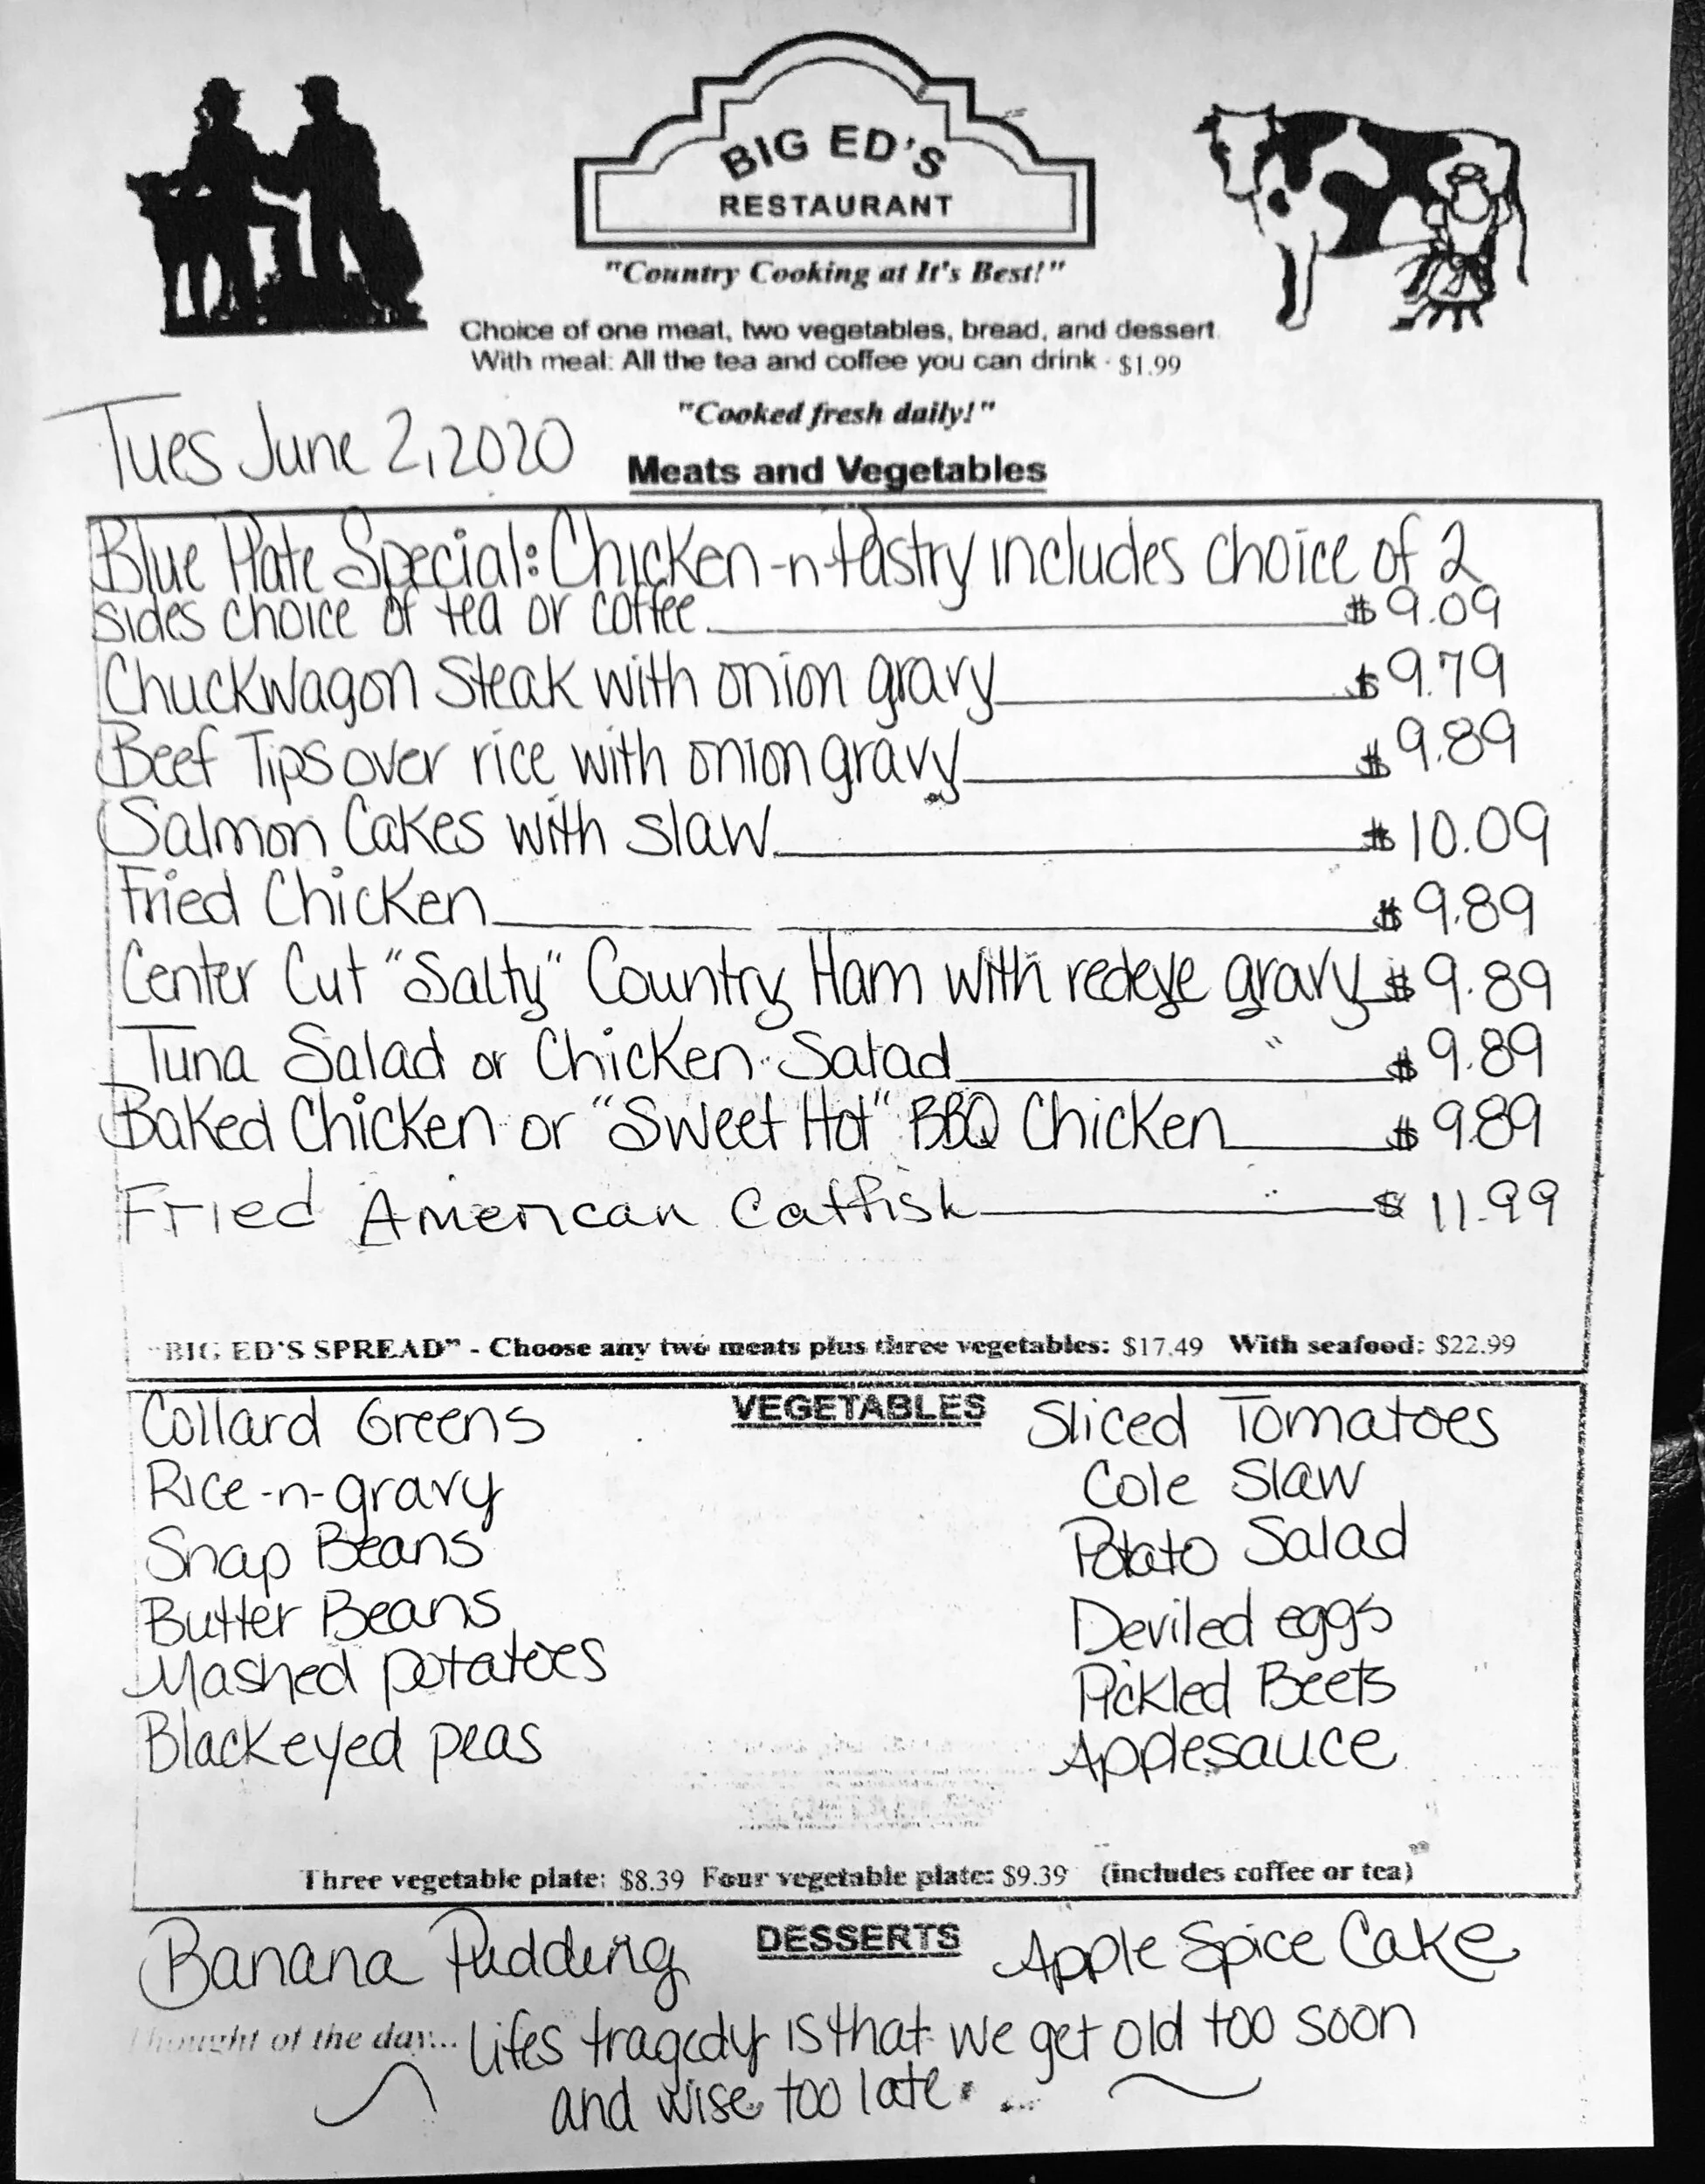 BIG ED'S
RESTAURANT
"Country Cooking at It's Best!"
Choice of one meat, two vegetables, bread, and dessert.
With meal: All the tea and coffee you can drink - $1.99
"Cooked fresh daily!"
Tues June 2, 2020
Meats and Vegetables
Blue Plate Special: Chicken-n-Pastry includes choice of 2
sides choice of tea or coffee $9.09
Chuckwagon Steak with onion gravy $9.79
Beef Tips over rice with onion gravy $9.89
Salmon Cakes with slaw $10.09
Fried Chicken $9.89
Center Cut "Salty" Country Ham with redeye gravy $9.89
Tuna Salad or Chicken Salad $9.89
Baked Chicken or "Sweet Hot" BBQ Chicken $9.89
Fried American Catfish $11.99
"BIG ED'S SPREAD" - Choose any two meats plus three vegetables: $17.49 With seafood: $22.99
VEGETABLES
Collard Greens
Rice-n-gravy
Snap Beans
Butter Beans
Mashed potatoes
Blackeyed peas
Sliced Tomatoes
Cole Slaw
Potato Salad
Deviled eggs
Pickled Beets
Applesauce
Three vegetable plate: $8.39 Four vegetable plate: $9.39 (includes coffee or tea)
DESSERTS
Banana Pudding
Apple Spice Cake
Thought of the day... Lifes tragedy is that we get old too soon
and wise too late.